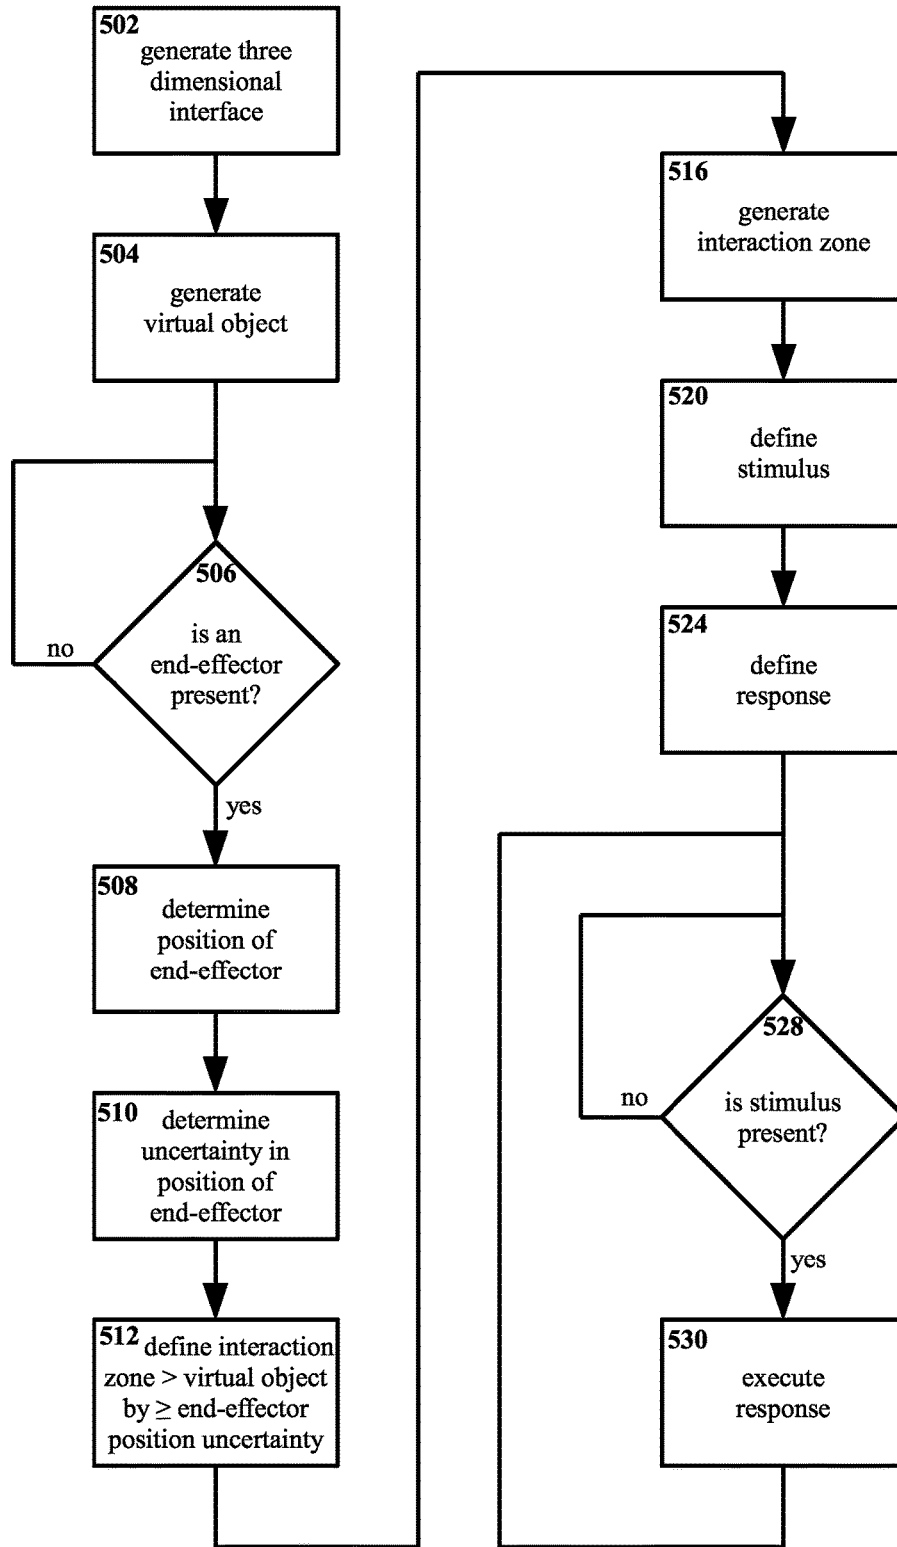 502
generate three
dimensional
interface
504
generate
virtual object
506
is an
end-effector
present?
no
yes
508
determine
position of
end-effector
510
determine
uncertainty in
position of
end-effector
512 define interaction
zone > virtual object
by ≥ end-effector
position uncertainty
516
generate
interaction zone
520
define
stimulus
524
define
response
528
is stimulus
present?
no
yes
530
execute
response